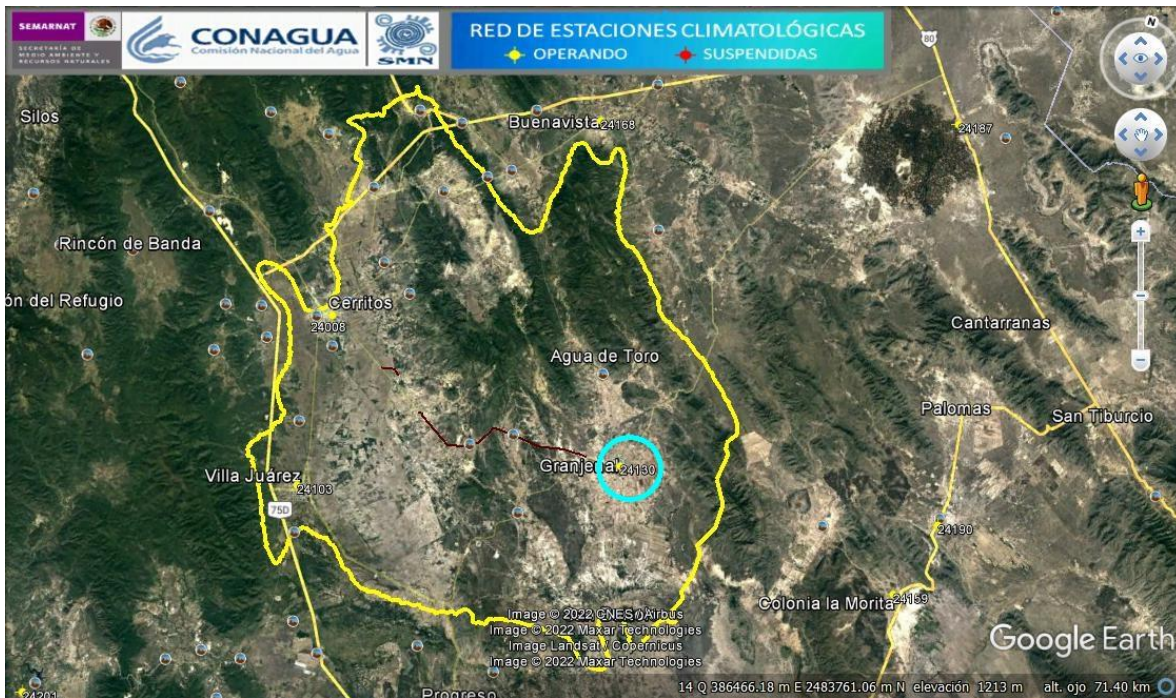 SEMARNAT
SECRETARÍA DE
MEDIO AMBIENTE Y
RECURSOS NATURALES
CONAGUA
Comisión Nacional del Agua
SMN
RED DE ESTACIONES CLIMATOLÓGICAS
OPERANDO
SUSPENDIDAS
N
80
Silos
Buenavista
24168
24187
Rincón de Banda
ón del Refugio
Cerritos
24008
Cantarranas
Agua de Toro
Palomas
San Tiburcio
Granjenal
24130
Villa Juárez
24103
75D
24190
Colonia la Morita
24159
Image © 2022 CNES / Airbus
Image © 2022 Maxar Technologies
Image Landsat / Copernicus
Image © 2022 Maxar Technologies
Google Earth
24201
Progreso
14 Q 386466.18 m E 2483761.06 m N elevación 1213 m alt. ojo 71.40 km